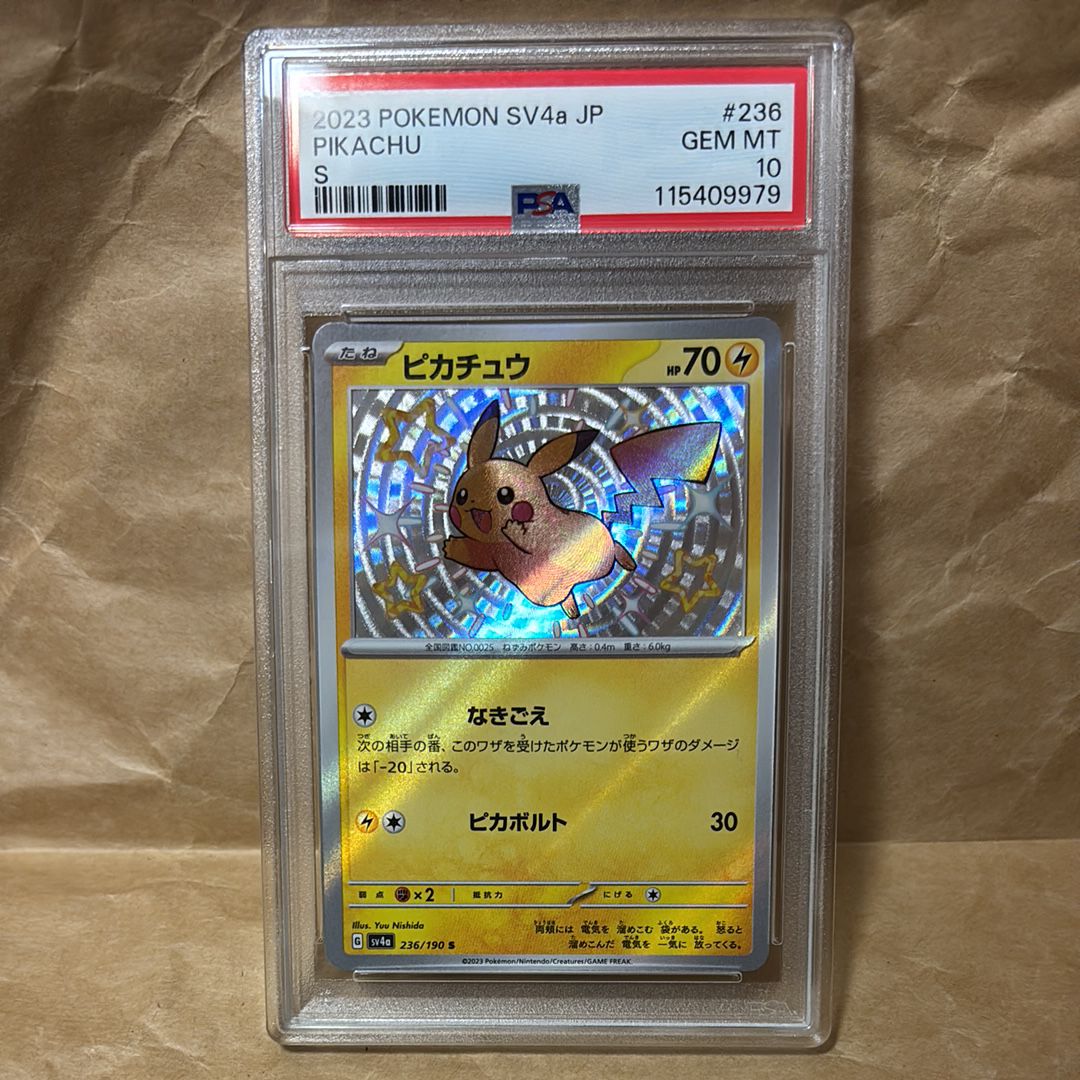 2023 POKEMON SV4a JP #236
PIKACHU GEM MT
S 10
PSA 115409979
たね ピカチュウ HP 70
全国図鑑NO.0025 ねずみポケモン 高さ:0.4m 重さ:6.0kg
なきごえ
次の相手の番、このワザを受けたポケモンが使うワザのダメージ
は「-20」される。
ピカボルト 30
弱点 ×2 抵抗力 にげる
Illus. Yuu Nishida
両頬には 電気を 溜めこむ 袋がある。 怒ると
溜めこんだ 電気を 一気に 放ってくる。
G sv4a 236/190 S
©2023 Pokémon/Nintendo/Creatures/GAME FREAK.